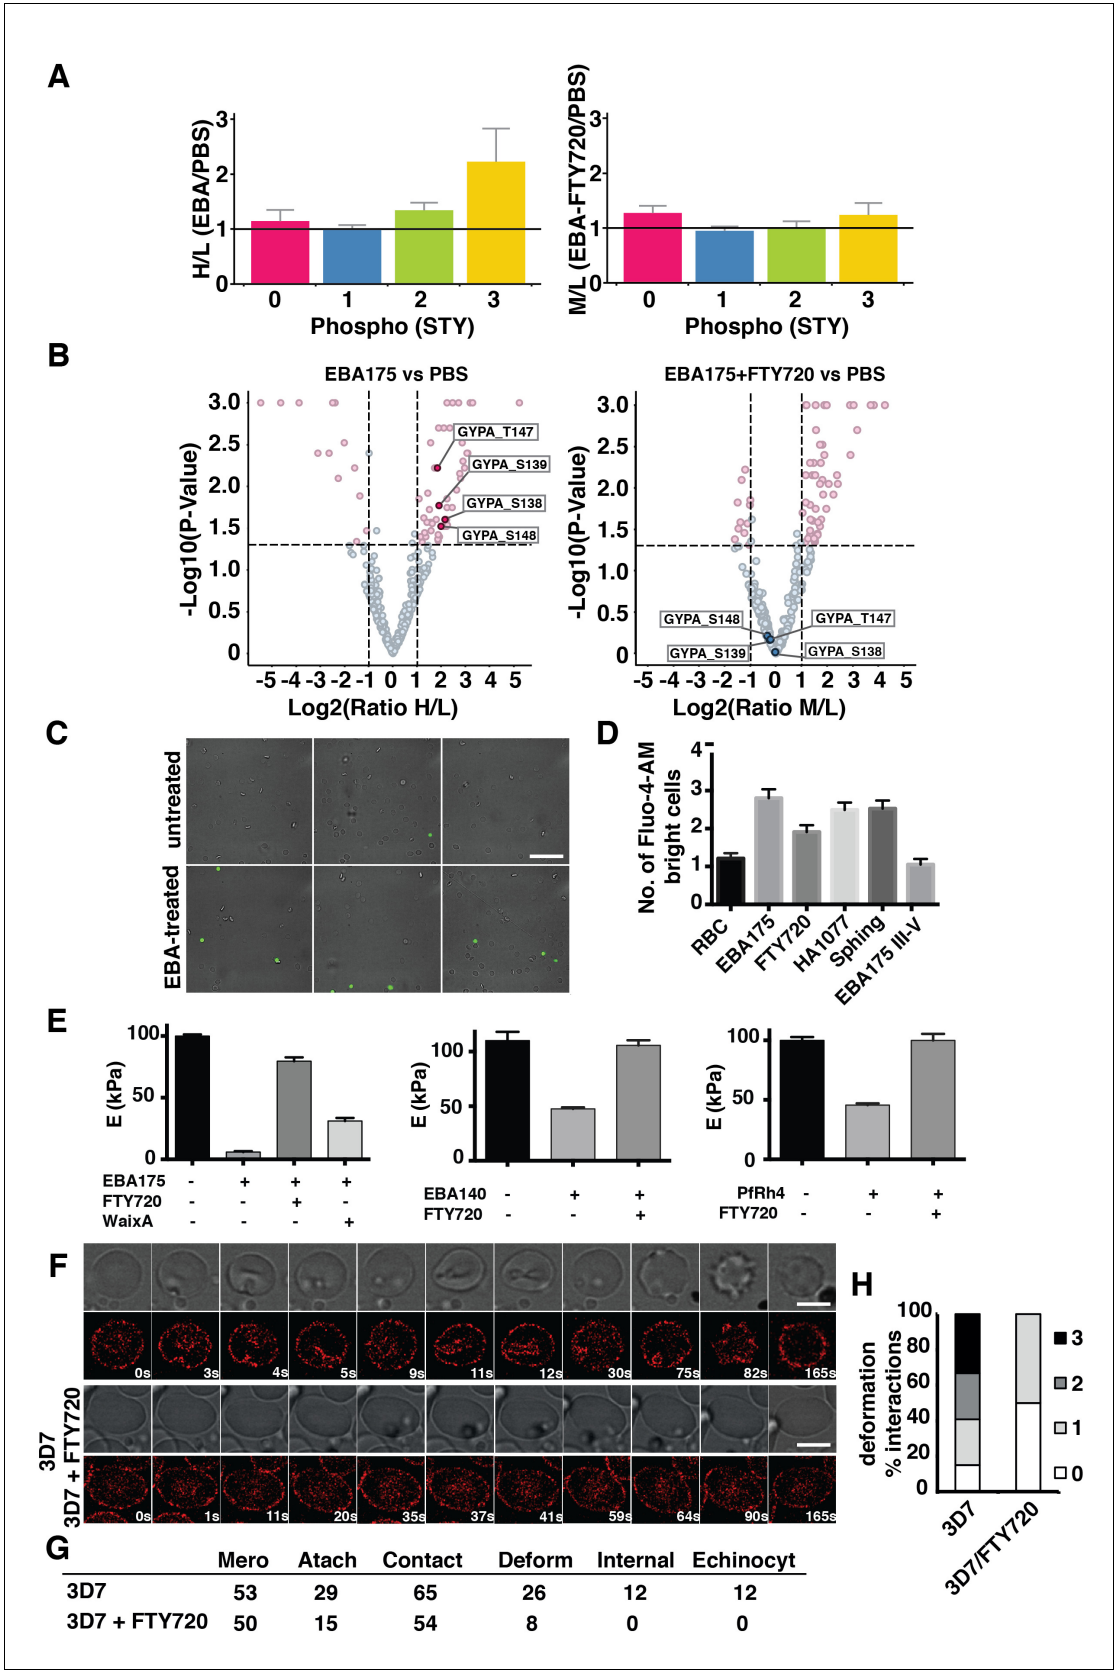 A
H/L (EBA/PBS)
3
2
1
0
0 1 2 3
Phospho (STY)
M/L (EBA-FTY720/PBS)
3
2
1
0
0 1 2 3
Phospho (STY)
B
EBA175 vs PBS
-Log10(P-Value)
3.0
2.5
2.0
1.5
1.0
0.5
0
GYPA_T147
GYPA_S139
GYPA_S138
GYPA_S148
-5 -4 -3 -2 -1 0 1 2 3 4 5
Log2(Ratio H/L)
EBA175+FTY720 vs PBS
-Log10(P-Value)
3.0
2.5
2.0
1.5
1.0
0.5
0
GYPA_S148
GYPA_T147
GYPA_S139
GYPA_S138
-5 -4 -3 -2 -1 0 1 2 3 4 5
Log2(Ratio M/L)
C
untreated
EBA-treated
D
No. of Fluo-4-AM
bright cells
4
3
2
1
0
RBC
EBA175
FTY720
HA1077
Sphing
EBA175 III-V
E
E (kPa)
100
50
0
EBA175 - + + +
FTY720 - - + -
WaixA - - - +
E (kPa)
100
50
0
EBA140 - + +
FTY720 - - +
E (kPa)
100
50
0
PfRh4 - + +
FTY720 - - +
F
0s 3s 4s 5s 9s 11s 12s 30s 75s 82s 165s
3D7
3D7 + FTY720
0s 1s 11s 20s 35s 37s 41s 59s 64s 90s 165s
G
Mero Atach Contact Deform Internal Echinocyt
3D7 53 29 65 26 12 12
3D7 + FTY720 50 15 54 8 0 0
H
deformation
% interactions
100
80
60
40
20
0
3
2
1
0
3D7
3D7/FTY720